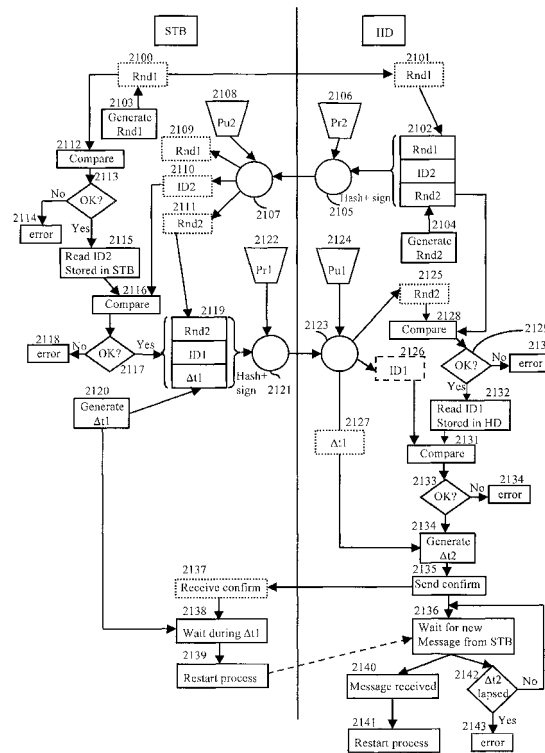 STB
IID
2100
Rnd1
2101
Rnd1
2103
Generate
Rnd1
2108
Pu2
2106
Pr2
2102
Rnd1
ID2
Rnd2
2112
Compare
2109
Rnd1
2113
OK?
No
Yes
2114
error
2110
ID2
2107
2105
Hash+ sign
2111
Rnd2
2104
Generate
Rnd2
2115
Read ID2
Stored in STB
2122
Pr1
2124
Pu1
2125
Rnd2
2116
Compare
2119
Rnd2
ID1
Δt1
2123
2128
Compare
2118
error
No
OK?
Yes
2117
Hash+
sign
2121
2126
ID1
OK?
No
Yes
error
2120
Generate
Δt1
2132
Read ID1
Stored in HD
2127
Δt1
2131
Compare
2133
OK?
No
2134
error
2134
Generate
Δt2
2135
Send confirm
2137
Receive confirm
2138
Wait during Δt1
2136
Wait for new
Message from STB
2139
Restart process
2140
Message received
2142
Δt2
lapsed
No
Yes
2141
Restart process
2143
error